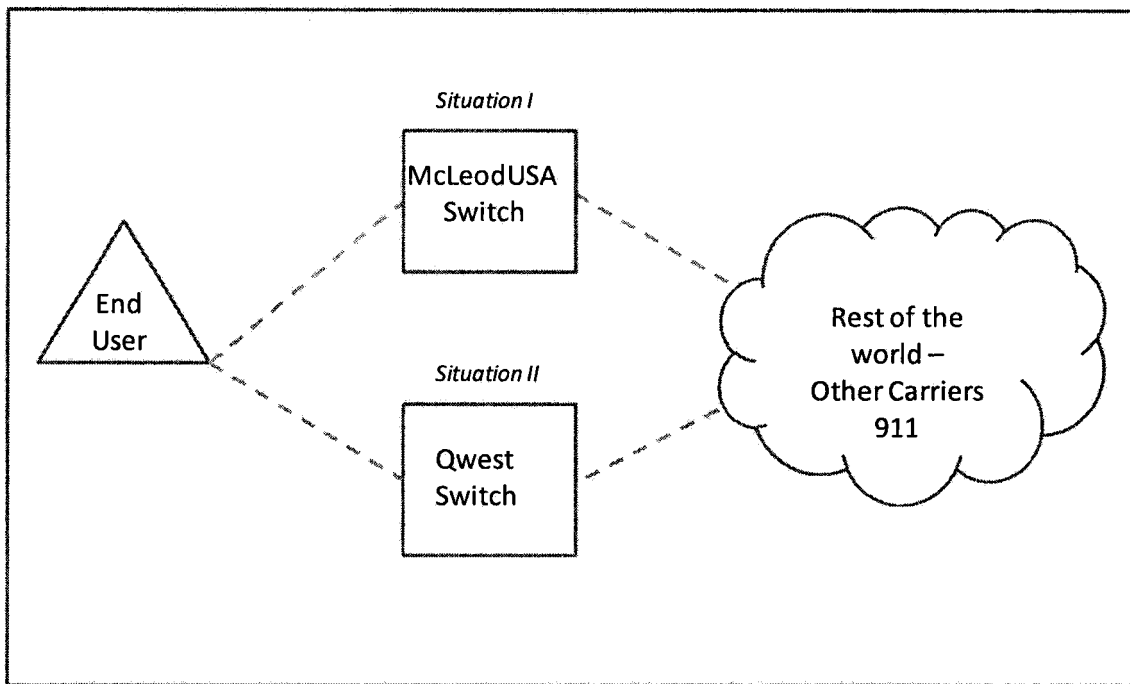 Situation I
McLeodUSA
Switch
End
User
Rest of the
world –
Other Carriers
911
Situation II
Qwest
Switch